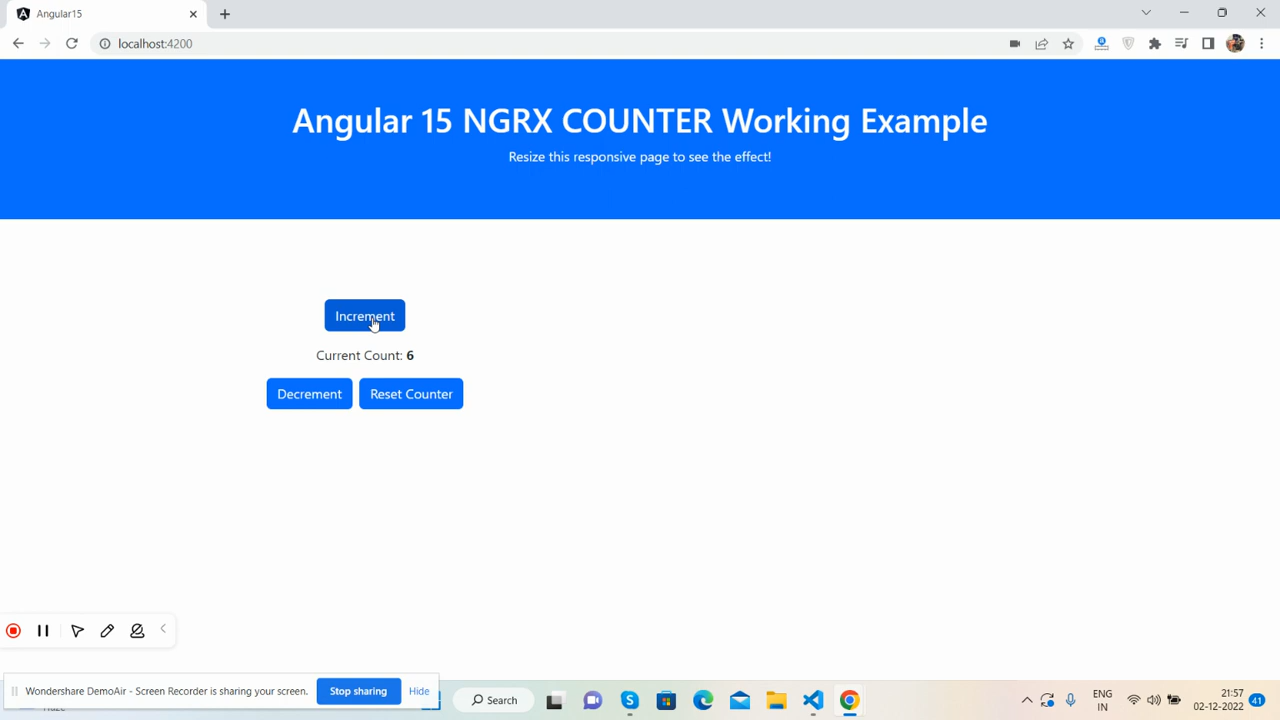 Angular15
localhost:4200
Angular 15 NGRX COUNTER Working Example
Resize this responsive page to see the effect!
Increment
Current Count: 6
Decrement Reset Counter
Wondershare DemoAir - Screen Recorder is sharing your screen. Stop sharing Hide
Haze
Search
ENG
IN
21:57
02-12-2022
41